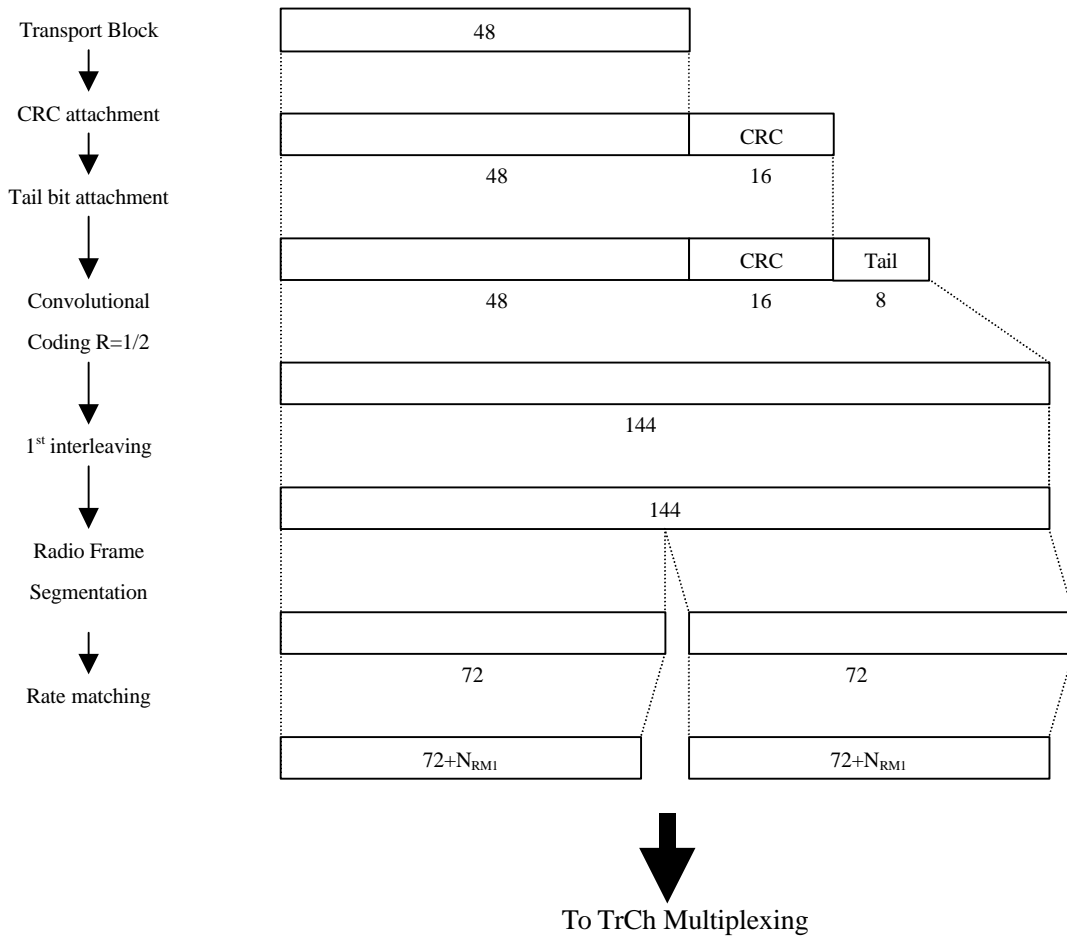 Transport Block
48
CRC attachment
CRC
48 16
Tail bit attachment
CRC Tail
48 16 8
Convolutional
Coding R=1/2
144
1st interleaving
144
Radio Frame
Segmentation
72 72
Rate matching
72+NRM1 72+NRM1
To TrCh Multiplexing